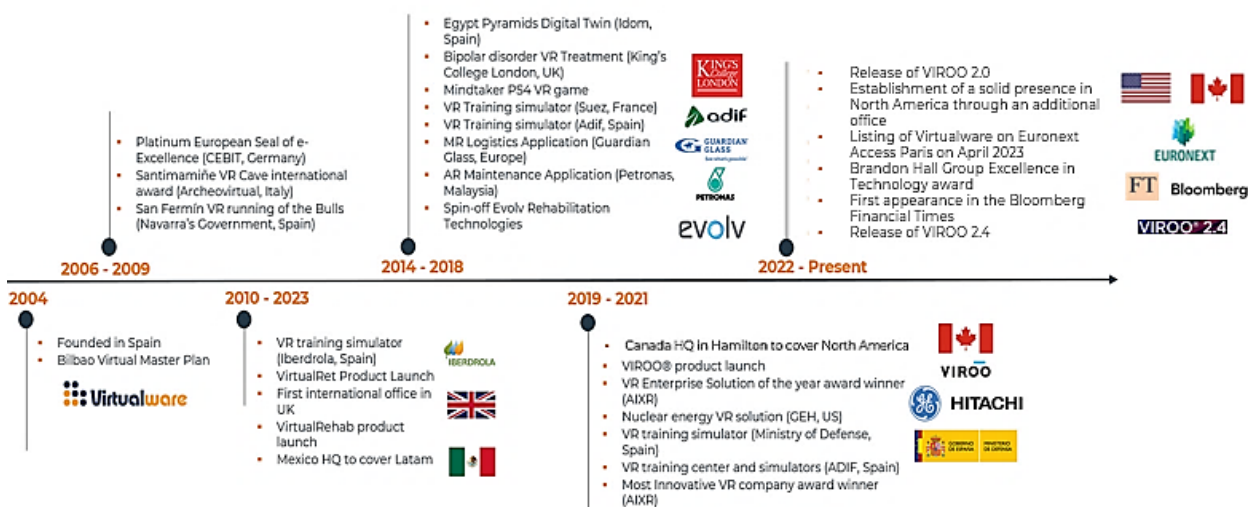 Egypt Pyramids Digital Twin (Idom,
Spain)
Bipolar disorder VR Treatment (King's
College London, UK)
Mindtaker PS4 VR game
VR Training simulator (Suez, France)
VR Training simulator (Adif, Spain)
MR Logistics Application (Guardian
Glass, Europe)
AR Maintenance Application (Petronas,
Malaysia)
Spin-off Evolv Rehabilitation
Technologies
KING'S
College
LONDON
adif
GUARDIAN
GLASS
PETRONAS
evolv
Release of VIROO 2.0
Establishment of a solid presence in
North America through an additional
office
Listing of Virtualware on Euronext
Access Paris on April 2023
Brandon Hall Group Excellence in
Technology award
First appearance in the Bloomberg
Financial Times
Release of VIROO 2.4
EURONEXT
FT Bloomberg
VIROO® 2.4
Platinum European Seal of e-
Excellence (CEBIT, Germany)
Santimamiñe VR Cave international
award (Archeovirtual, Italy)
San Fermín VR running of the Bulls
(Navarra's Government, Spain)
2006 - 2009
2014 - 2018
2022 - Present
2004
2010 - 2023
2019 - 2021
Founded in Spain
Bilbao Virtual Master Plan
Virtualware
VR training simulator
(Iberdrola, Spain)
VirtualRet Product Launch
First international office in
UK
VirtualRehab product
launch
Mexico HQ to cover Latam
IBERDROLA
Canada HQ in Hamilton to cover North America
VIROO® product launch
VR Enterprise Solution of the year award winner
(AIXR)
Nuclear energy VR solution (GEH, US)
VR training simulator (Ministry of Defense,
Spain)
VR training center and simulators (ADIF, Spain)
Most Innovative VR company award winner
(AIXR)
VIROO
HITACHI
GOBIERNO
DE ESPAÑA
MINISTERIO
DE DEFENSA